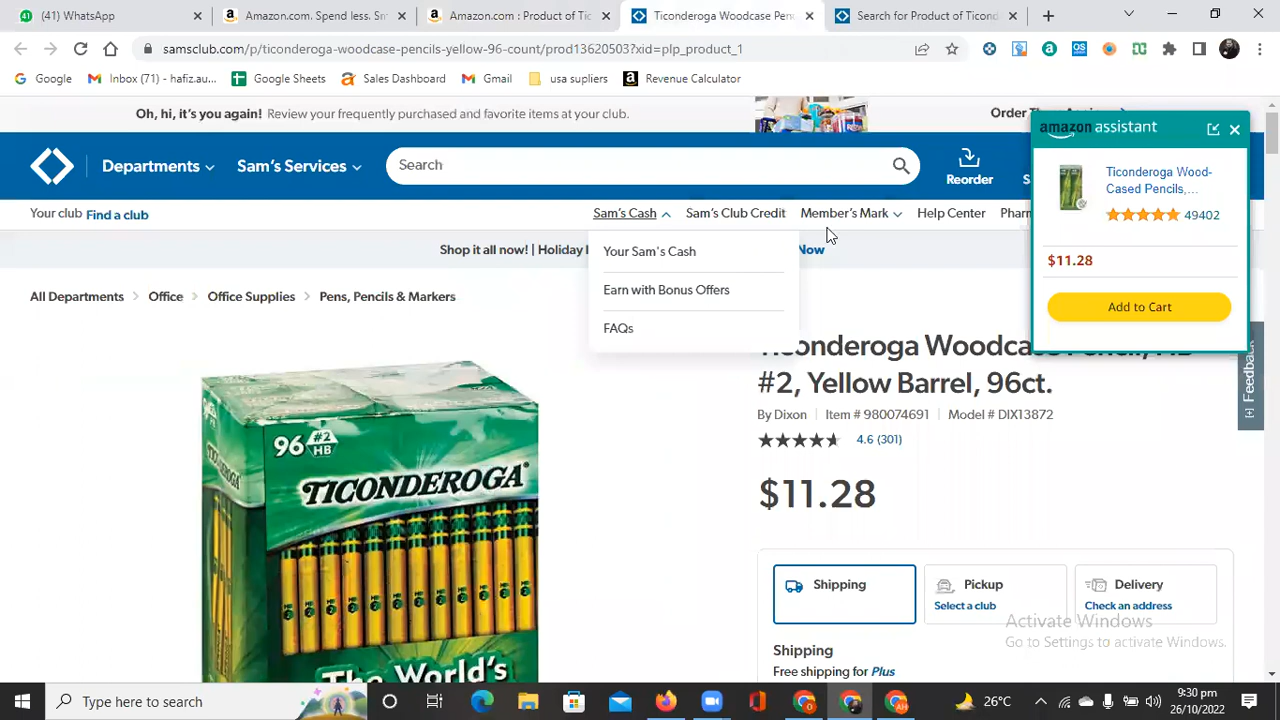 (41) WhatsApp
Amazon.com. Spend less. Sm
Amazon.com : Product of Tic
Ticonderoga Woodcase Penc
Search for Product of Ticond
samsclub.com/p/ticonderoga-woodcase-pencils-yellow-96-count/prod13620503?xid=plp_product_1
Google
Inbox (71) - hafiz.au...
Google Sheets
Sales Dashboard
Gmail
usa supliers
Revenue Calculator
Oh, hi, it's you again! Review your frequently purchased and favorite items at your club.
Departments
Sam's Services
Search
Reorder
Your club Find a club
Sam's Cash
Sam's Club Credit
Member's Mark
Help Center
Shop it all now! | Holiday
Now
Your Sam's Cash
Earn with Bonus Offers
FAQs
amazon assistant
Ticonderoga Wood-
Cased Pencils,...
49402
$11.28
Add to Cart
All Departments
Office
Office Supplies
Pens, Pencils & Markers
Ticonderoga Woodcase Pencil, HB
#2, Yellow Barrel, 96ct.
By Dixon | Item # 980074691 | Model # DIX13872
4.6 (301)
$11.28
96 #2 HB
TICONDEROGA
The World's
Shipping
Pickup
Select a club
Delivery
Check an address
Shipping
Free shipping for Plus
[+] Feedback
Activate Windows
Go to Settings to activate Windows.
Type here to search
26°C
9:30 pm
26/10/2022